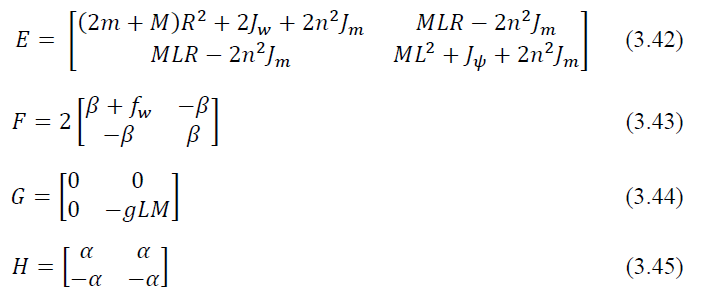 E = [(2m + M)R² + 2J_w + 2n²J_m MLR − 2n²J_m
MLR − 2n²J_m ML² + J_ψ + 2n²J_m] (3.42)
F = 2 [β + f_w −β
−β β] (3.43)
G = [0 0
0 −gLM] (3.44)
H = [α α
−α −α] (3.45)